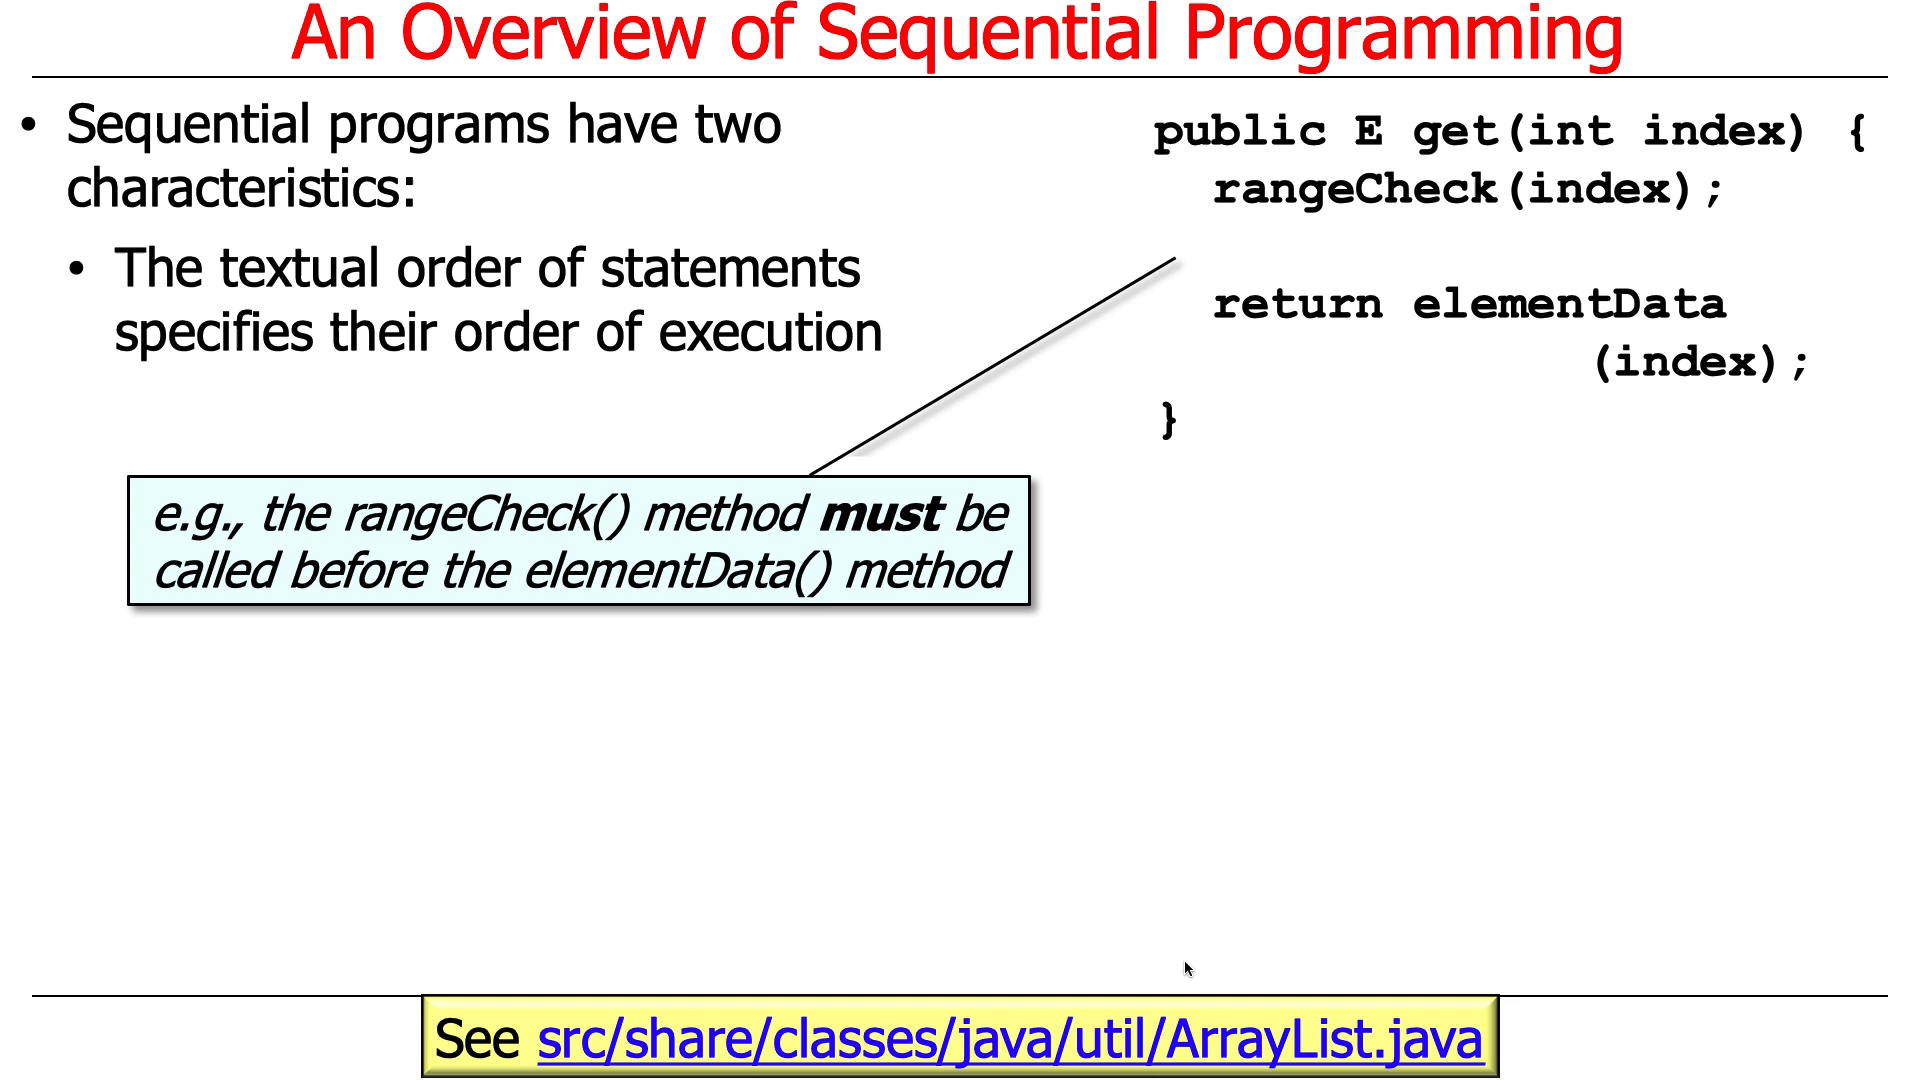 An Overview of Sequential Programming
• Sequential programs have two
characteristics:
• The textual order of statements
specifies their order of execution
public E get(int index) {
rangeCheck(index);
return elementData
(index);
}
e.g., the rangeCheck() method must be
called before the elementData() method
See src/share/classes/java/util/ArrayList.java